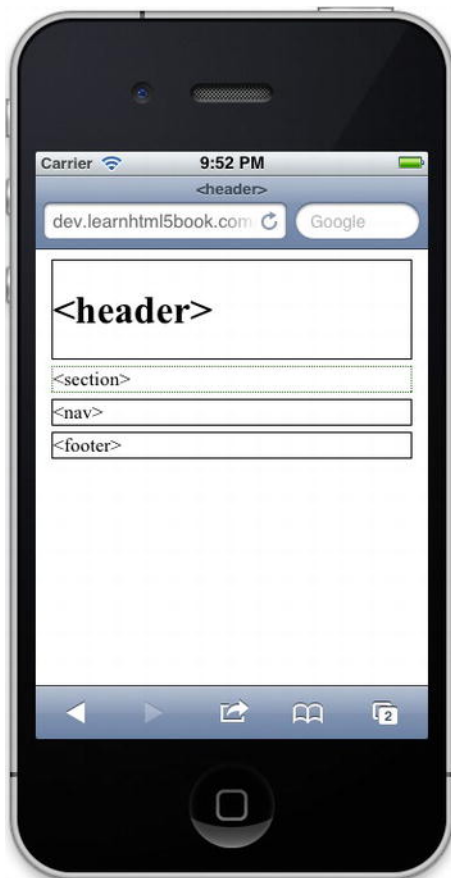 Carrier 9:52 PM
<header>
dev.learnhtml5book.com Google
<header>
<section>
<nav>
<footer>
2